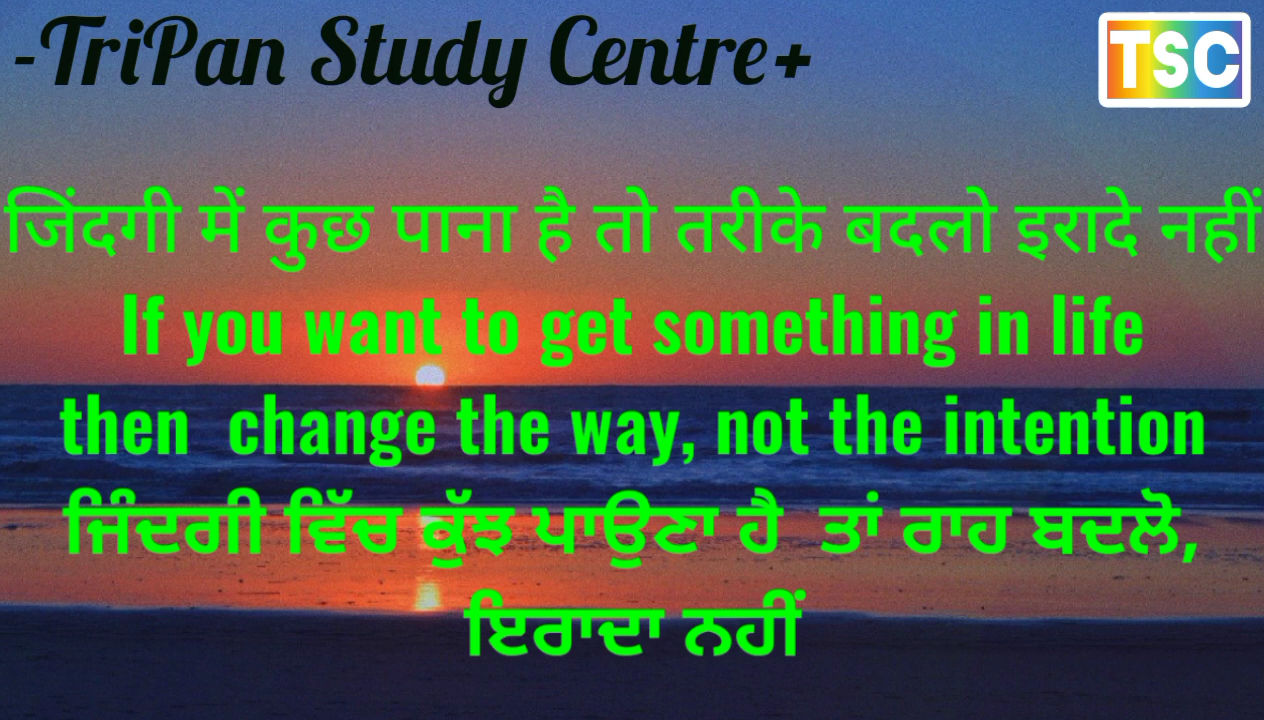 -TriPan Study Centre+
TSC
जिंदगी में कुछ पाना है तो तरीके बदलो इरादे नहीं
If you want to get something in life
then  change the way, not the intention
ਜਿੰਦਗੀ ਵਿੱਚ ਕੁੱਝ ਪਾਉਣਾ ਹੈ  ਤਾਂ ਰਾਹ ਬਦਲੋ,
ਇਰਾਦਾ ਨਹੀਂ